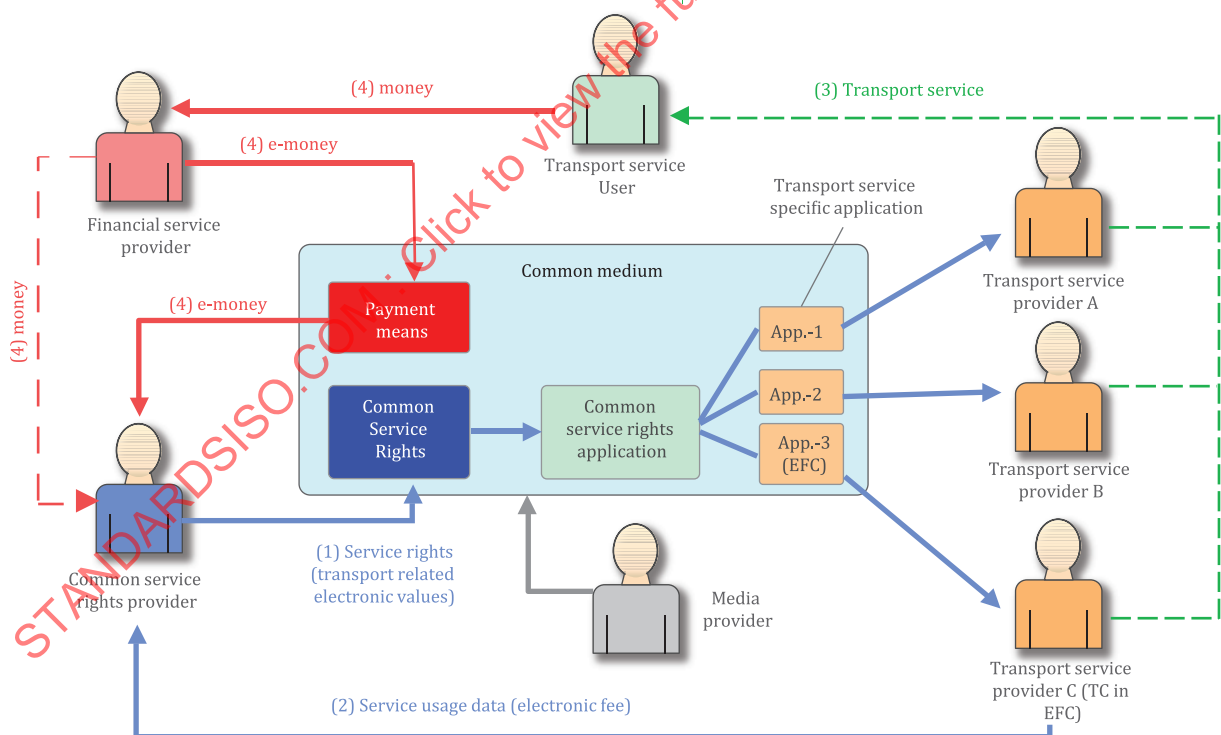 (4) money
(3) Transport service
(4) e-money
Transport service
User
Transport service
specific application
Financial service
provider
Common medium
Transport service
provider A
(4) money
(4) e-money
Payment
means
App.-1
App.-2
Common
Service
Rights
Common
service rights
application
App.-3
(EFC)
Transport service
provider B
Common service
rights provider
(1) Service rights
(transport related
electronic values)
Media
provider
Transport service
provider C (TC in
EFC)
(2) Service usage data (electronic fee)
STANDARDSISO.COM : Click to view the